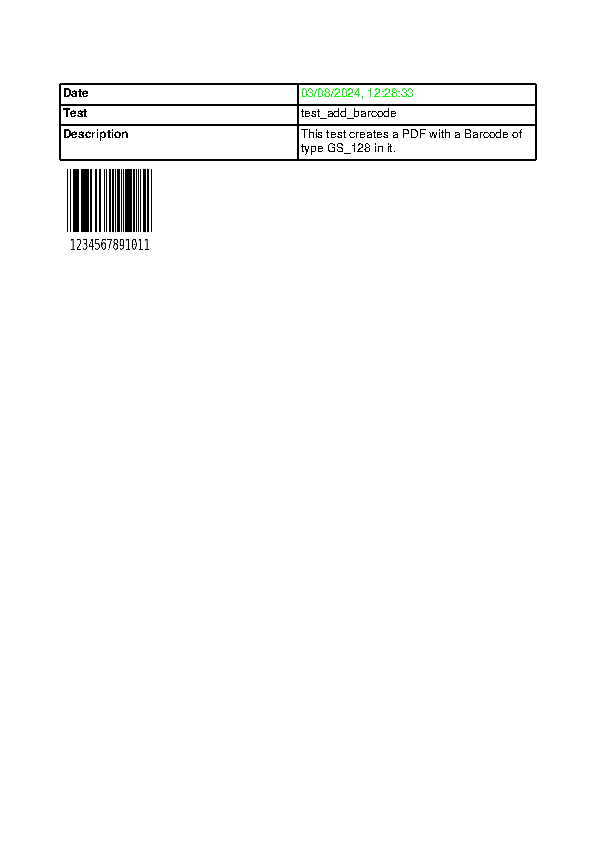 Date 03/08/2024, 12:28:33
Test test_add_barcode
Description This test creates a PDF with a Barcode of
type GS_128 in it.
1234567891011